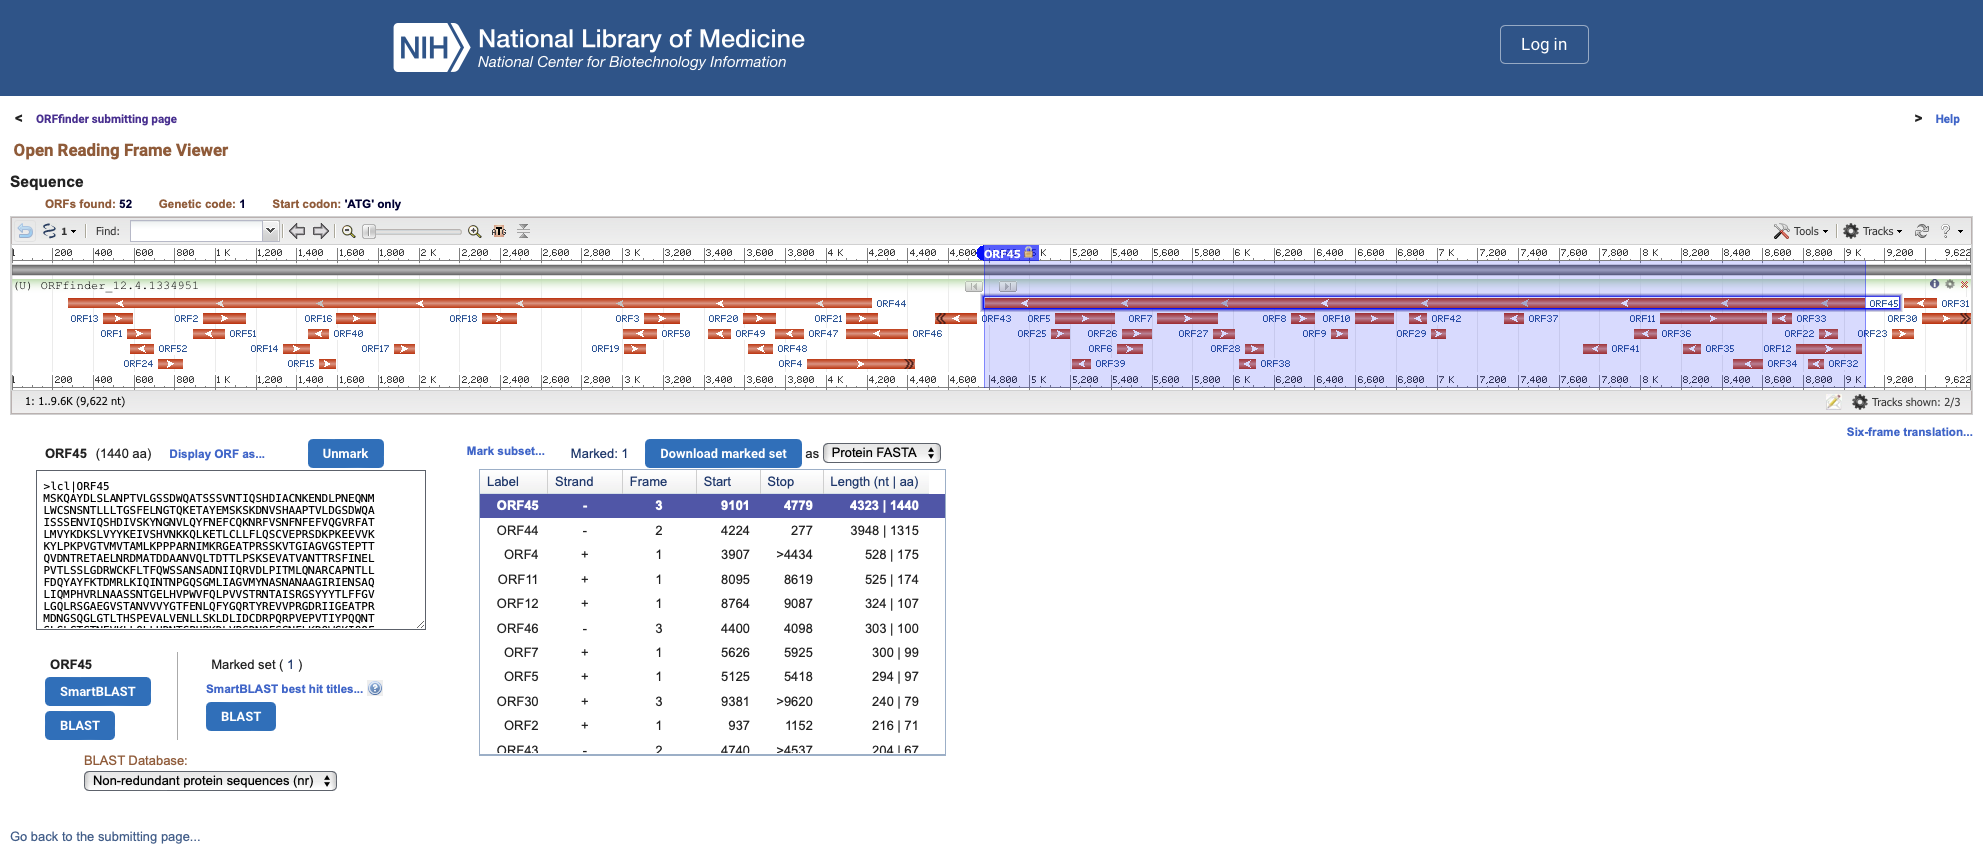 NIH National Library of Medicine
National Center for Biotechnology Information
Log in
< ORFfinder submitting page
> Help
Open Reading Frame Viewer
Sequence
ORFs found: 52 Genetic code: 1 Start codon: 'ATG' only
1 Find: ATG Tools Tracks ?
200 400 600 800 1 K 1,200 1,400 1,600 1,800 2 K 2,200 2,400 2,600 2,800 3 K 3,200 3,400 3,600 3,800 4 K 4,200 4,400 4,600 ORF45 K 5,200 5,400 5,600 5,800 6 K 6,200 6,400 6,600 6,800 7 K 7,200 7,400 7,600 7,800 8 K 8,200 8,400 8,600 8,800 9 K 9,200 9,622
(U) ORFfinder_12.4.1334951
ORF44 ORF45 ORF31
ORF13 ORF2 ORF16 ORF18 ORF3 ORF20 ORF21 ORF43 ORF5 ORF7 ORF8 ORF10 ORF42 ORF37 ORF11 ORF33 ORF30
ORF1 ORF51 ORF40 ORF50 ORF49 ORF47 ORF46 ORF25 ORF26 ORF27 ORF9 ORF29 ORF36 ORF22 ORF23
ORF52 ORF14 ORF17 ORF19 ORF48 ORF6 ORF28 ORF41 ORF35 ORF12
ORF24 ORF15 ORF4 ORF39 ORF38 ORF34 ORF32
200 400 600 800 1 K 1,200 1,400 1,600 1,800 2 K 2,200 2,400 2,600 2,800 3 K 3,200 3,400 3,600 3,800 4 K 4,200 4,400 4,600 4,800 5 K 5,200 5,400 5,600 5,800 6 K 6,200 6,400 6,600 6,800 7 K 7,200 7,400 7,600 7,800 8 K 8,200 8,400 8,600 8,800 9 K 9,200 9,622
1: 1..9.6K (9,622 nt) Tracks shown: 2/3
Six-frame translation...
ORF45 (1440 aa) Display ORF as... Unmark
>lcl|ORF45
MSKQAYDLSLANPTVLGSSDWQATSSSVNTIQSHDIACNKENDLPNEQNM
LWCSNSNTLLLTGSFELNGTQKETAYEMSKSKDNVSHAAPTVLDGSDWQA
ISSSENVIQSHDIVSKYNGNVLQYFNEFCQKNRFVSNFNFEFVQGVRFAT
LMVYKDKSLVYYKEIVSHVNKKQLKETLCLLFLQSCVEPRSDKPKEEVVK
KYLPKPVGTVMVTAMLKPPPARNIMKRGEATPRSSKVTGIAGVGSTEPTT
QVDNTRETAELNRDMATDDAANVQLTDTTLPSKSEVATVANTTRSFINEL
PVTLSSLGDRWCKFLTFQWSSANSADNIIQRVDLPITMLQNARCAPNTLL
FDQYAYFKTDMRLKIQINTNPGQSGMLIAGVMYNASNANAAGIRIENSAQ
LIQMPHVRLNAASSNTGELHVPWVFQLPVVSTRNTAISRGSYYYTLFFGV
LGQLRSGAEGVSTANVVVYGTFENLQFYGQRTYREVVPRGDRIIGEATPR
MDNGSQGLGTLTHSPEVALVENLLSKLDLIDCDRPQRPVEPVTIYPQQNT
Mark subset... Marked: 1 Download marked set as Protein FASTA
Label Strand Frame Start Stop Length (nt | aa)
ORF45 - 3 9101 4779 4323 | 1440
ORF44 - 2 4224 277 3948 | 1315
ORF4 + 1 3907 >4434 528 | 175
ORF11 + 1 8095 8619 525 | 174
ORF12 + 1 8764 9087 324 | 107
ORF46 - 3 4400 4098 303 | 100
ORF7 + 1 5626 5925 300 | 99
ORF5 + 1 5125 5418 294 | 97
ORF30 + 3 9381 >9620 240 | 79
ORF2 + 1 937 1152 216 | 71
ORF43 - 2 4740 >4537 204 | 67
ORF45
SmartBLAST
BLAST
Marked set ( 1 )
SmartBLAST best hit titles... ?
BLAST
BLAST Database:
Non-redundant protein sequences (nr)
Go back to the submitting page...